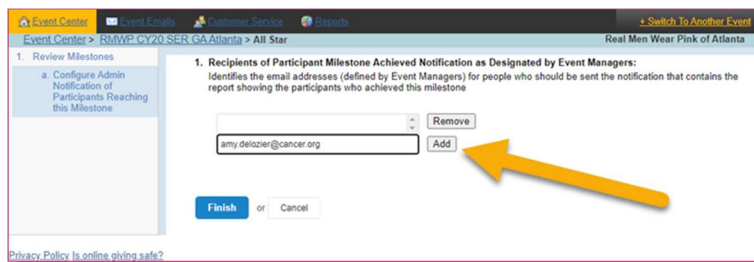 Event Center Event Emails Customer Service Reports + Switch To Another Event
Event Center > RMWP CY20 SER GA Atlanta > All Star Real Men Wear Pink of Atlanta
1. Review Milestones
a. Configure Admin
Notification of
Participants Reaching
this Milestone
1. Recipients of Participant Milestone Achieved Notification as Designated by Event Managers:
Identifies the email addresses (defined by Event Managers) for people who should be sent the notification that contains the
report showing the participants who achieved this milestone
Remove
amy.delozier@cancer.org Add
Finish or Cancel
Privacy Policy Is online giving safe?